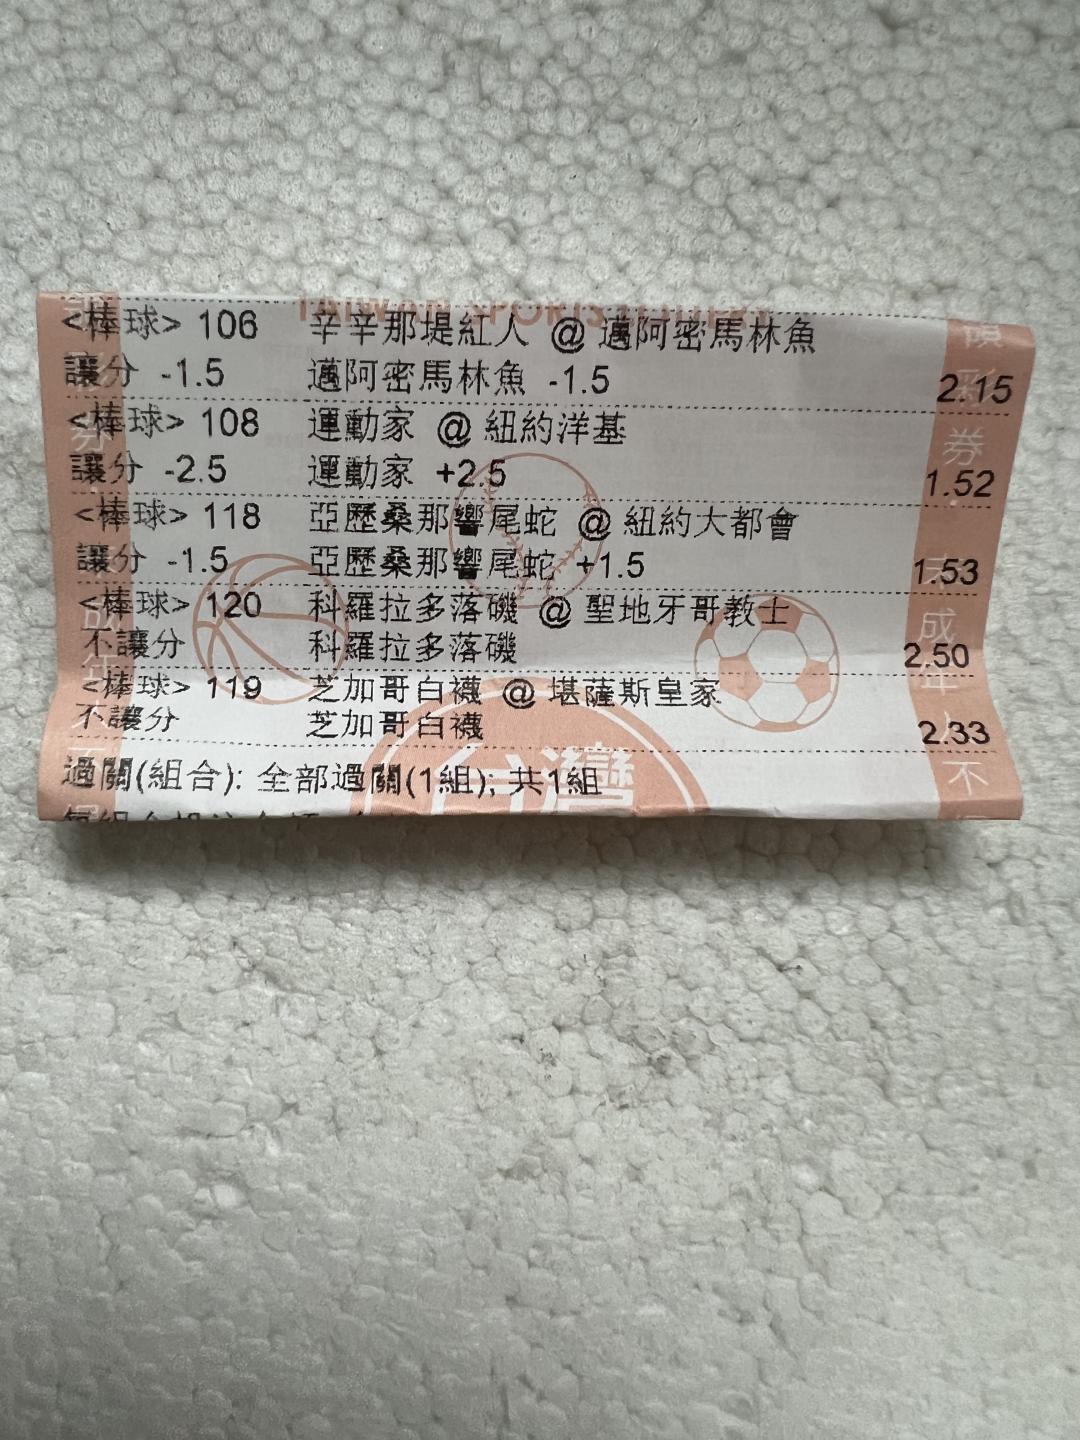 TAIWAN SPORTS LOTTERY
<棒球> 106 辛辛那堤紅人 @ 邁阿密馬林魚
讓分 -1.5 邁阿密馬林魚 -1.5 2.15
<棒球> 108 運動家 @ 紐約洋基
讓分 -2.5 運動家 +2.5 1.52
<棒球> 118 亞歷桑那響尾蛇 @ 紐約大都會
讓分 -1.5 亞歷桑那響尾蛇 +1.5 1.53
<棒球> 120 科羅拉多落磯 @ 聖地牙哥教士
不讓分 科羅拉多落磯 2.50
<棒球> 119 芝加哥白襪 @ 堪薩斯皇家
不讓分 芝加哥白襪 2.33
過關(組合): 全部過關(1組); 共1組
台灣